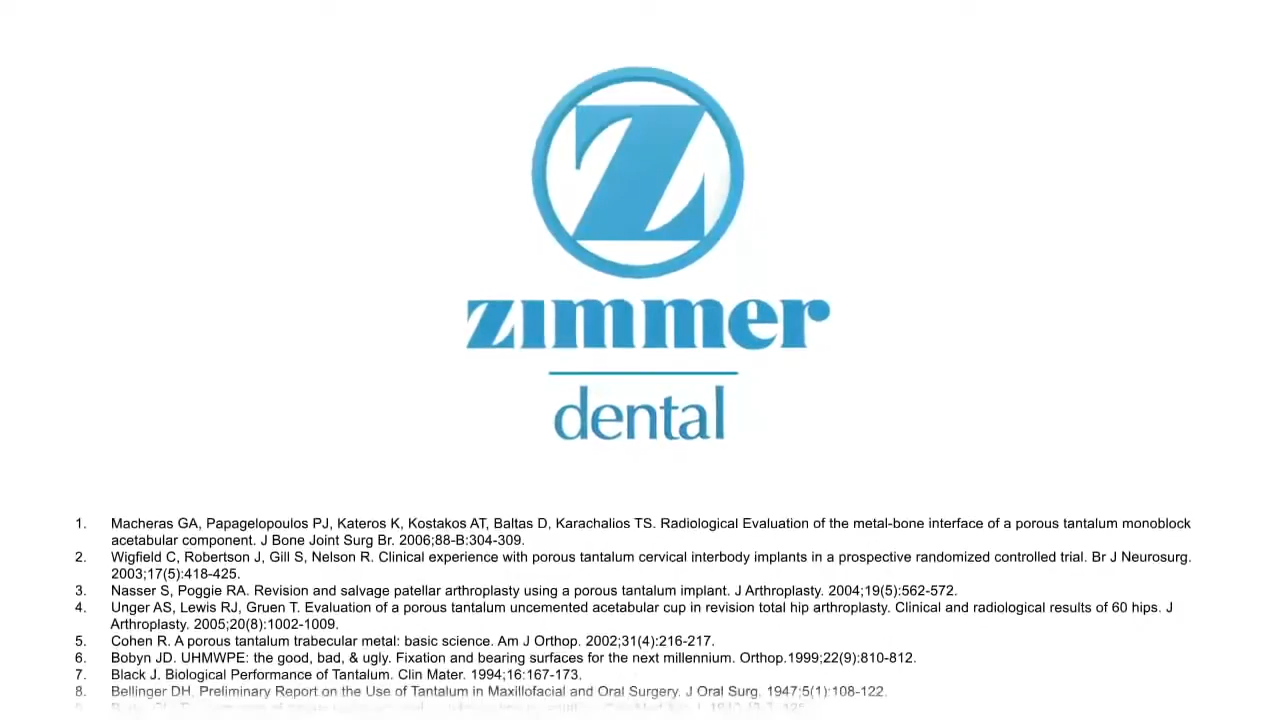 Z
zimmer
dental
1. Macheras GA, Papagelopoulos PJ, Kateros K, Kostakos AT, Baltas D, Karachalios TS. Radiological Evaluation of the metal-bone interface of a porous tantalum monoblock
acetabular component. J Bone Joint Surg Br. 2006;88-B:304-309.
2. Wigfield C, Robertson J, Gill S, Nelson R. Clinical experience with porous tantalum cervical interbody implants in a prospective randomized controlled trial. Br J Neurosurg.
2003;17(5):418-425.
3. Nasser S, Poggie RA. Revision and salvage patellar arthroplasty using a porous tantalum implant. J Arthroplasty. 2004;19(5):562-572.
4. Unger AS, Lewis RJ, Gruen T. Evaluation of a porous tantalum uncemented acetabular cup in revision total hip arthroplasty. Clinical and radiological results of 60 hips. J
Arthroplasty. 2005;20(8):1002-1009.
5. Cohen R. A porous tantalum trabecular metal: basic science. Am J Orthop. 2002;31(4):216-217.
6. Bobyn JD. UHMWPE: the good, bad, & ugly. Fixation and bearing surfaces for the next millennium. Orthop.1999;22(9):810-812.
7. Black J. Biological Performance of Tantalum. Clin Mater. 1994;16:167-173.
8. Bellinger DH. Preliminary Report on the Use of Tantalum in Maxillofacial and Oral Surgery. J Oral Surg. 1947;5(1):108-122.